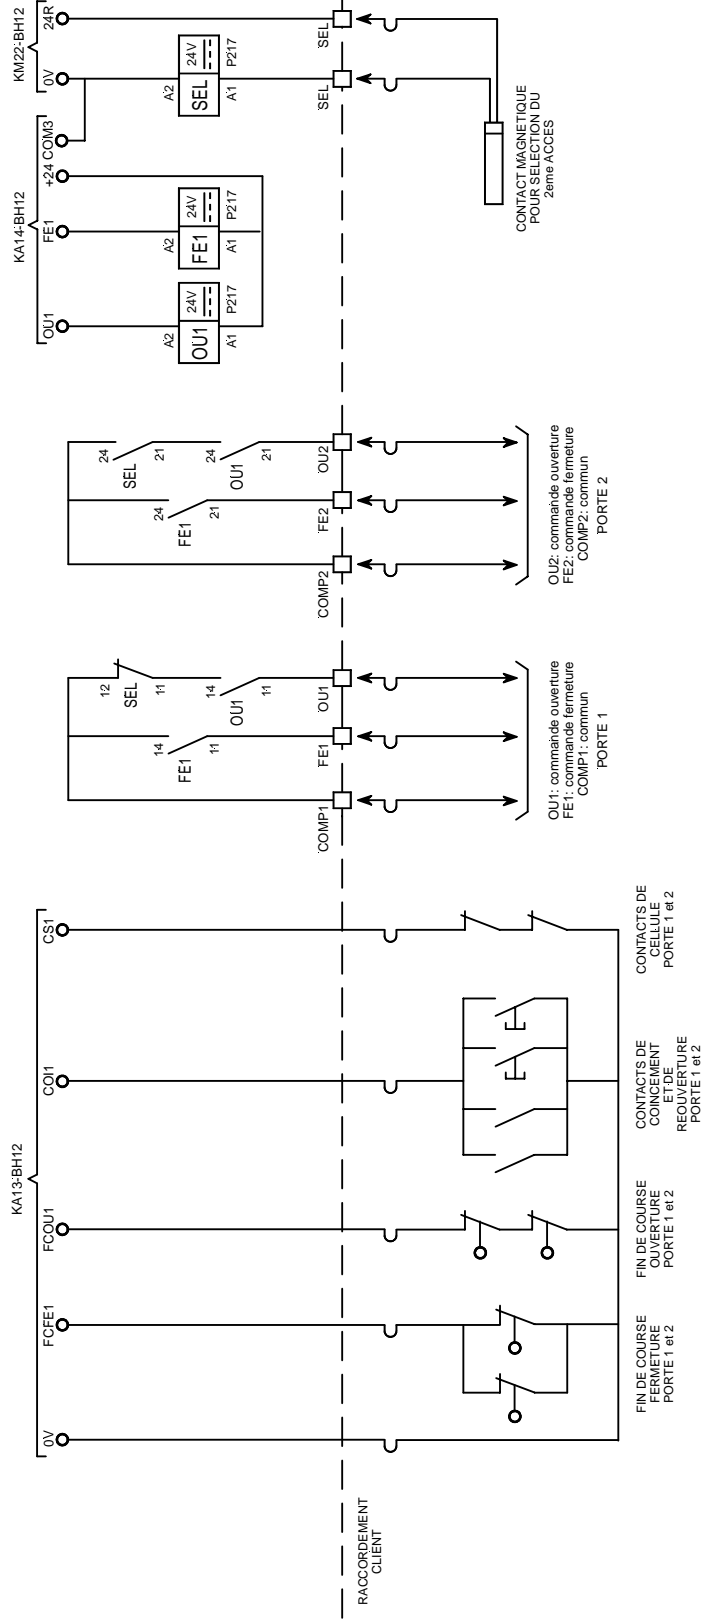 KA13-BH12
0V
FCFE1
FCOU1
COI1
CS1
RACCORDEMENT
CLIENT
FIN DE COURSE
FERMETURE
PORTE 1 et 2
FIN DE COURSE
OUVERTURE
PORTE 1 et 2
CONTACTS DE
COINCEMENT
ET DE
REOUVERTURE
PORTE 1 et 2
CONTACTS DE
CELLULE
PORTE 1 et 2
14
FE1
11
12
SEL
11
14
OU1
11
COMP1
FE1
OU1
OU1: commande ouverture
FE1: commande fermeture
COMP1: commun
PORTE 1
24
FE1
21
24
SEL
21
24
OU1
21
COMP2
FE2
OU2
OU2: commande ouverture
FE2: commande fermeture
COMP2: commun
PORTE 2
KA14-BH12
OU1
FE1
+24
COM3
KM22-BH12
0V
24R
A2
OU1
24V
A1
P217
A2
FE1
24V
A1
P217
A2
SEL
24V
A1
P217
SEL
SEL
CONTACT MAGNETIQUE
POUR SELECTION DU
2eme ACCES